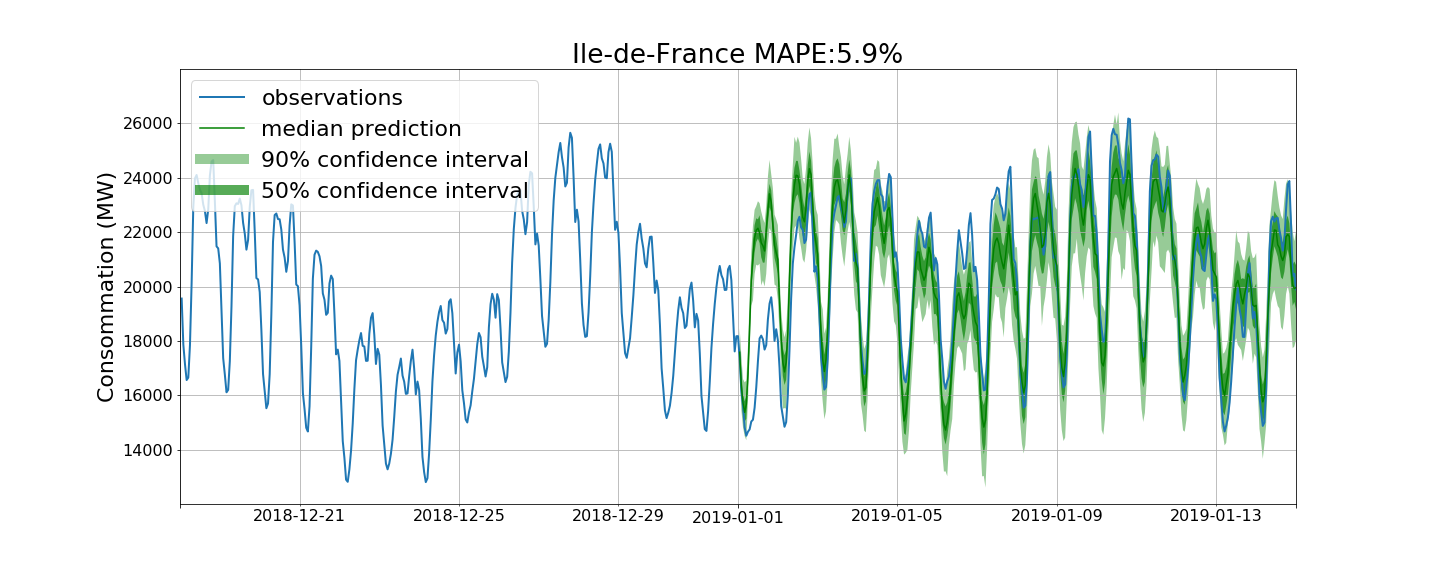 Ile-de-France MAPE:5.9%
observations
median prediction
90% confidence interval
50% confidence interval
Consommation (MW)
26000
24000
22000
20000
18000
16000
14000
2018-12-21 2018-12-25 2018-12-29 2019-01-01 2019-01-05 2019-01-09 2019-01-13